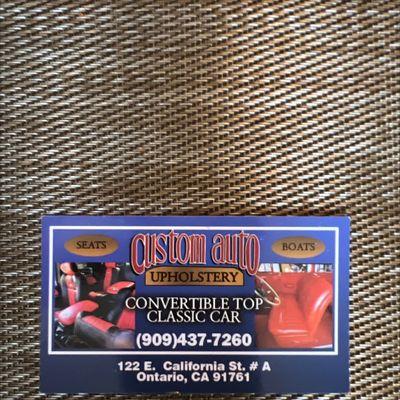 SEATS
custom auto
BOATS
UPHOLSTERY
CONVERTIBLE TOP
CLASSIC CAR
(909)437-7260
122 E. California St. # A
Ontario, CA 91761